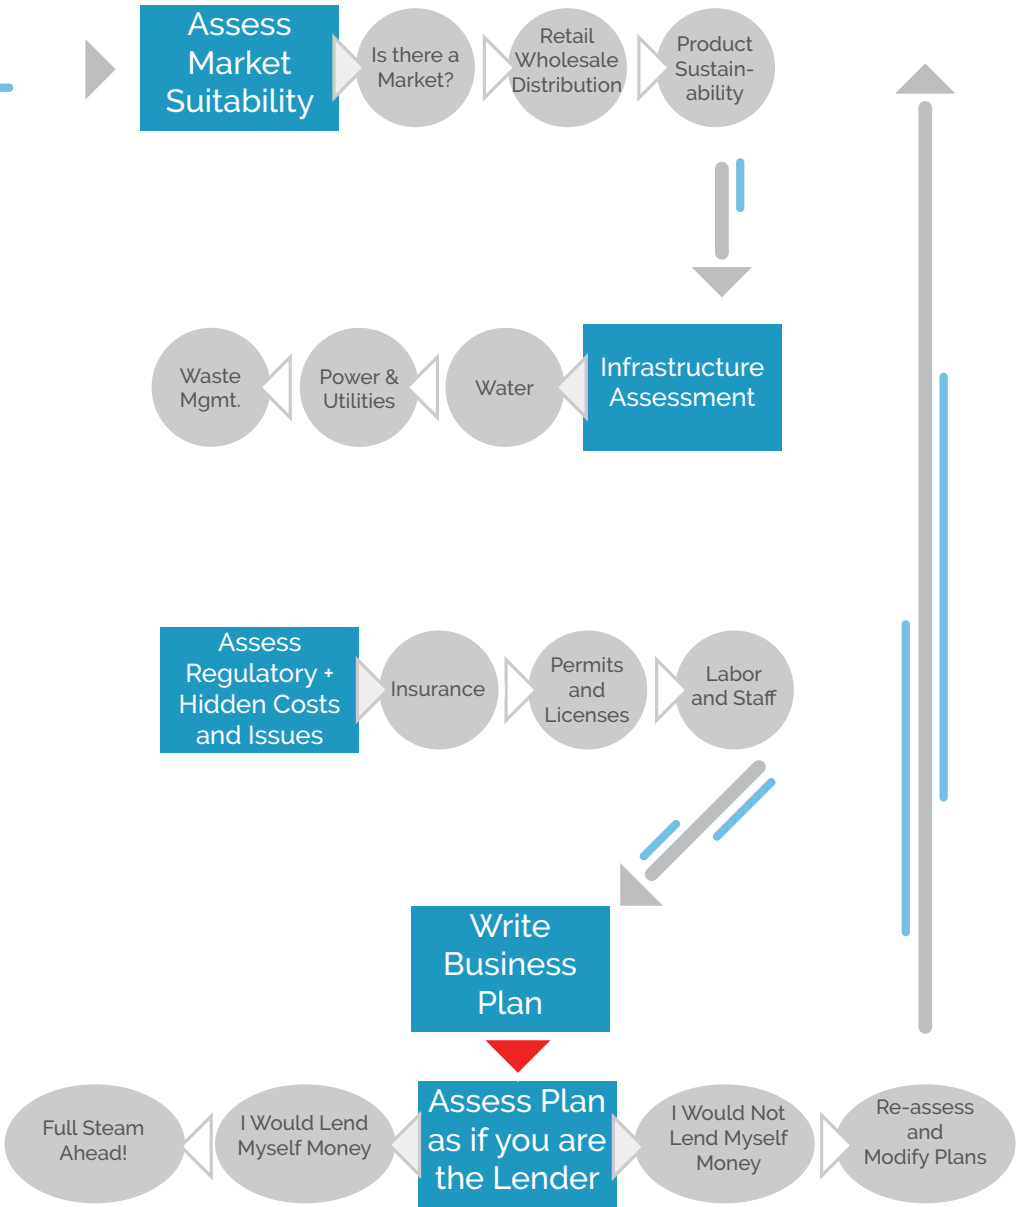 Assess
Market
Suitability
Is there a
Market?
Retail
Wholesale
Distribution
Product
Sustain-
ability
Infrastructure
Assessment
Water
Power &
Utilities
Waste
Mgmt.
Assess
Regulatory +
Hidden Costs
and Issues
Insurance
Permits
and
Licenses
Labor
and Staff
Write
Business
Plan
Assess Plan
as if you are
the Lender
I Would Lend
Myself Money
Full Steam
Ahead!
I Would Not
Lend Myself
Money
Re-assess
and
Modify Plans